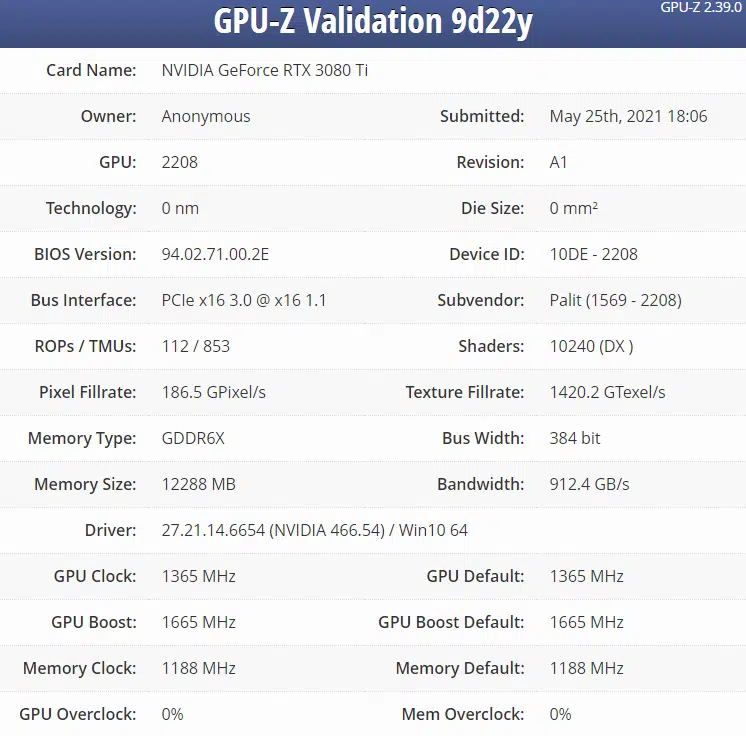 GPU-Z Validation 9d22y
GPU-Z 2.39.0
Card Name: NVIDIA GeForce RTX 3080 Ti
Owner: Anonymous Submitted: May 25th, 2021 18:06
GPU: 2208 Revision: A1
Technology: 0 nm Die Size: 0 mm²
BIOS Version: 94.02.71.00.2E Device ID: 10DE - 2208
Bus Interface: PCIe x16 3.0 @ x16 1.1 Subvendor: Palit (1569 - 2208)
ROPs / TMUs: 112 / 853 Shaders: 10240 (DX )
Pixel Fillrate: 186.5 GPixel/s Texture Fillrate: 1420.2 GTexel/s
Memory Type: GDDR6X Bus Width: 384 bit
Memory Size: 12288 MB Bandwidth: 912.4 GB/s
Driver: 27.21.14.6654 (NVIDIA 466.54) / Win10 64
GPU Clock: 1365 MHz GPU Default: 1365 MHz
GPU Boost: 1665 MHz GPU Boost Default: 1665 MHz
Memory Clock: 1188 MHz Memory Default: 1188 MHz
GPU Overclock: 0% Mem Overclock: 0%